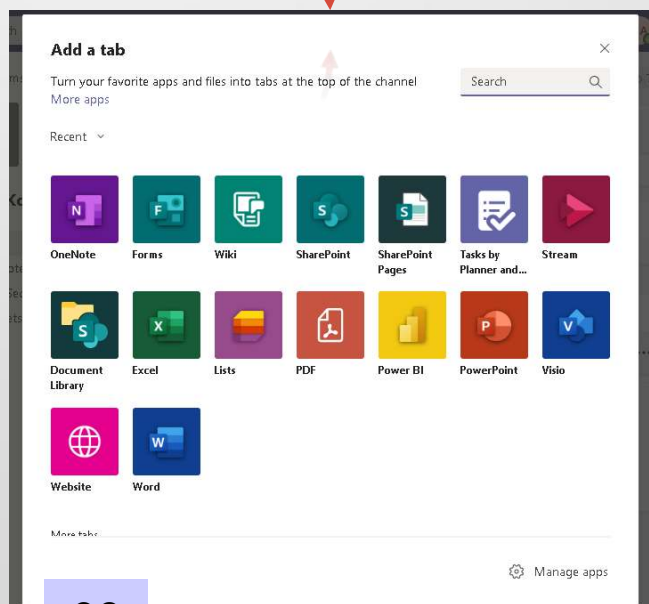 Add a tab
Turn your favorite apps and files into tabs at the top of the channel
More apps
Search
Recent
OneNote
Forms
Wiki
SharePoint
SharePoint
Pages
Tasks by
Planner and...
Stream
Document
Library
Excel
Lists
PDF
Power BI
PowerPoint
Visio
Website
Word
More tabs
Manage apps